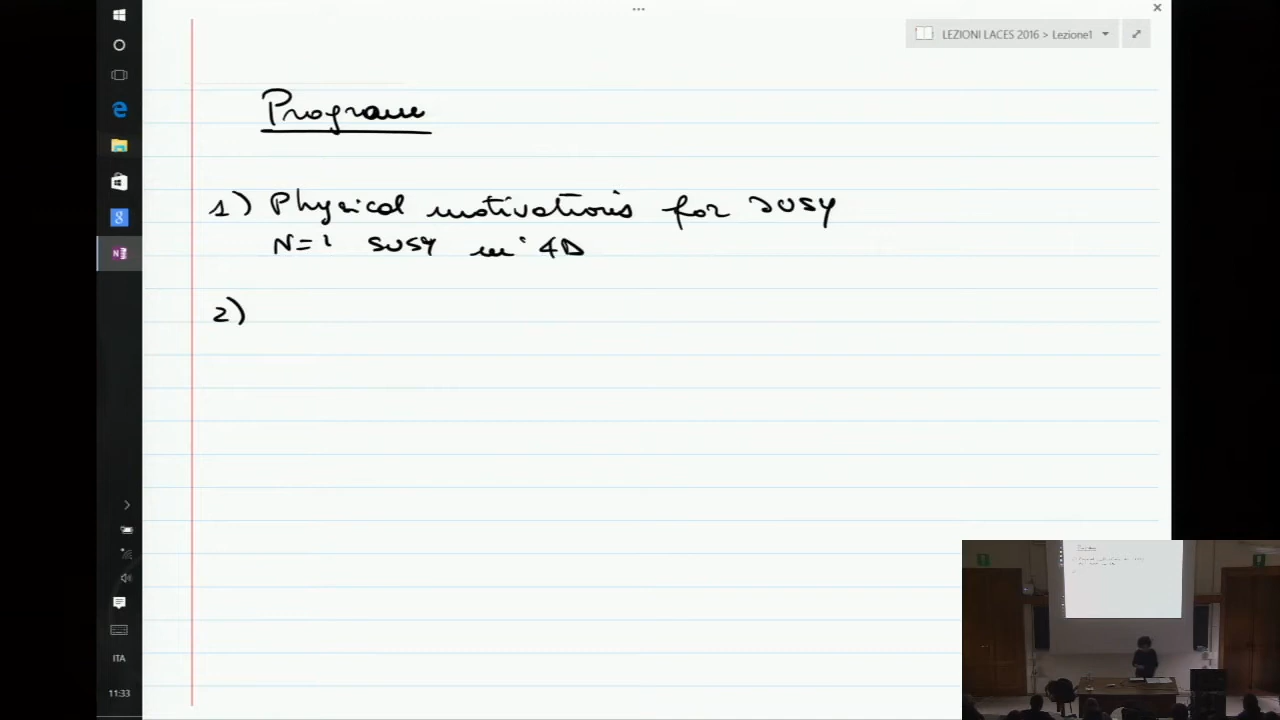 LEZIONI LACES 2016 > Lezione1
Program
1) Physical motivations for SUSY
N=1 SUSY in 4D
2)
ITA
11:33